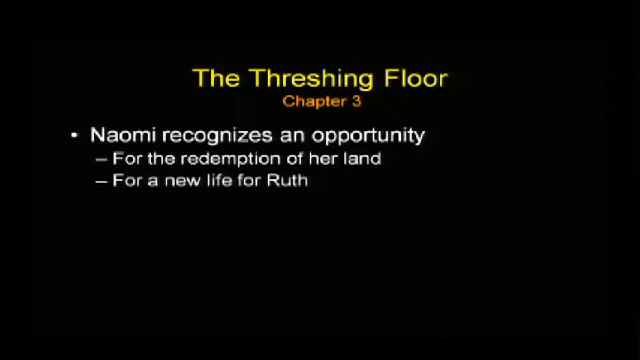 The Threshing Floor
Chapter 3
• Naomi recognizes an opportunity
– For the redemption of her land
– For a new life for Ruth